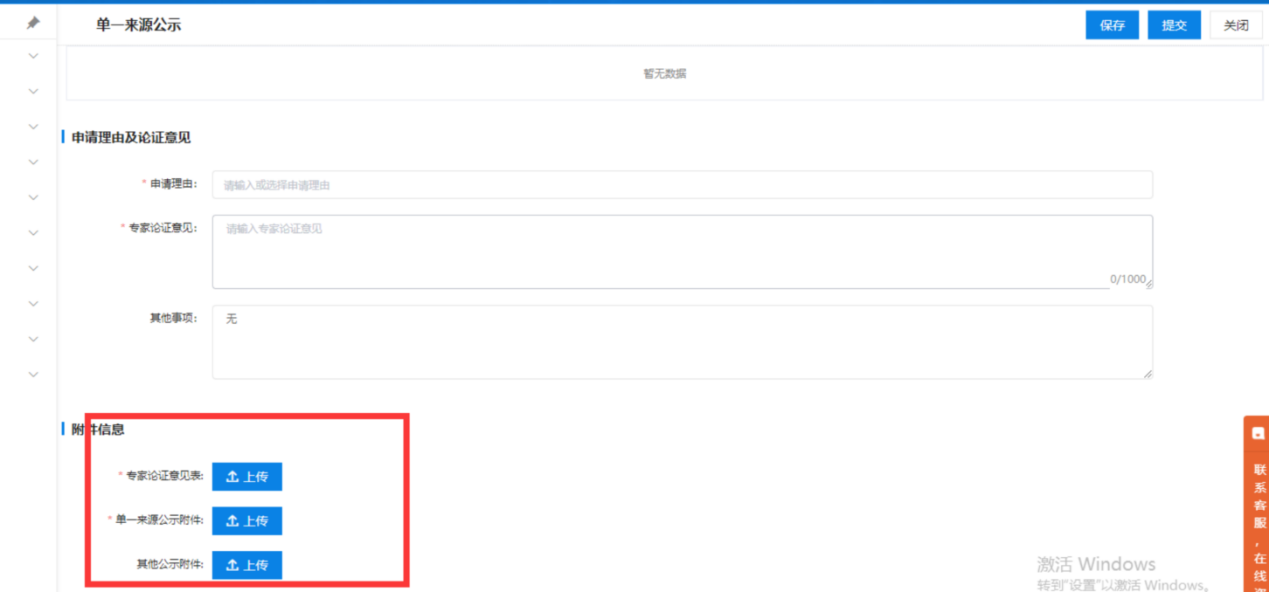 单一来源公示
保存 提交 关闭
暂无数据
申请理由及论证意见
* 申请理由: 请输入或选择申请理由
* 专家论证意见: 请输入专家论证意见
0/1000
其他事项: 无
附件信息
* 专家论证意见表: 上传
* 单一来源公示附件: 上传
其他公示附件: 上传
激活 Windows
转到"设置"以激活 Windows。
联系客服，在线